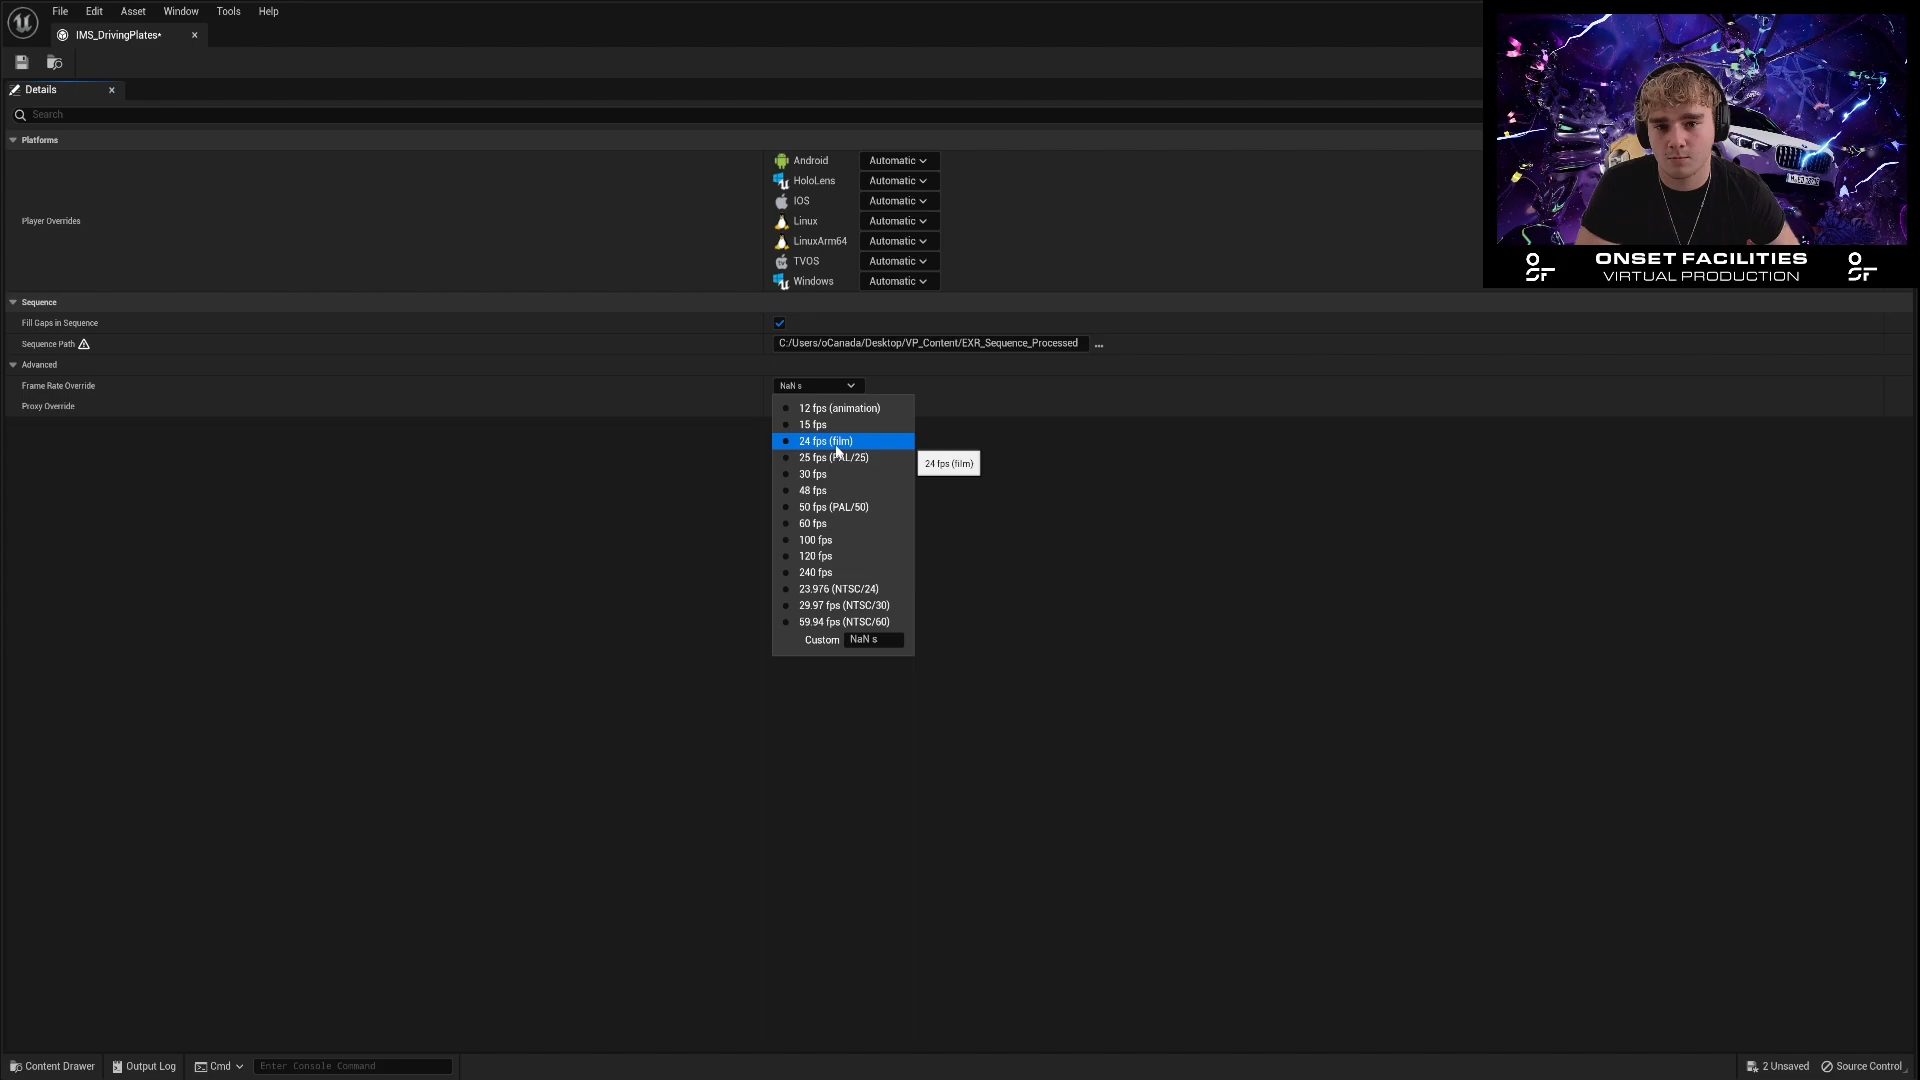 File Edit Asset Window Tools Help
IMS_DrivingPlates*
Details
Search
Platforms
Player Overrides
Android Automatic
HoloLens Automatic
IOS Automatic
Linux Automatic
LinuxArm64 Automatic
TVOS Automatic
Windows Automatic
Sequence
Fill Gaps in Sequence
Sequence Path C:/Users/oCanada/Desktop/VP_Content/EXR_Sequence_Processed ...
Advanced
Frame Rate Override NaN s
Proxy Override
12 fps (animation)
15 fps
24 fps (film)
25 fps (PAL/25)
24 fps (film)
30 fps
48 fps
50 fps (PAL/50)
60 fps
100 fps
120 fps
240 fps
23.976 (NTSC/24)
29.97 fps (NTSC/30)
59.94 fps (NTSC/60)
Custom NaN s
ONSET FACILITIES
VIRTUAL PRODUCTION
Content Drawer Output Log Cmd Enter Console Command 2 Unsaved Source Control